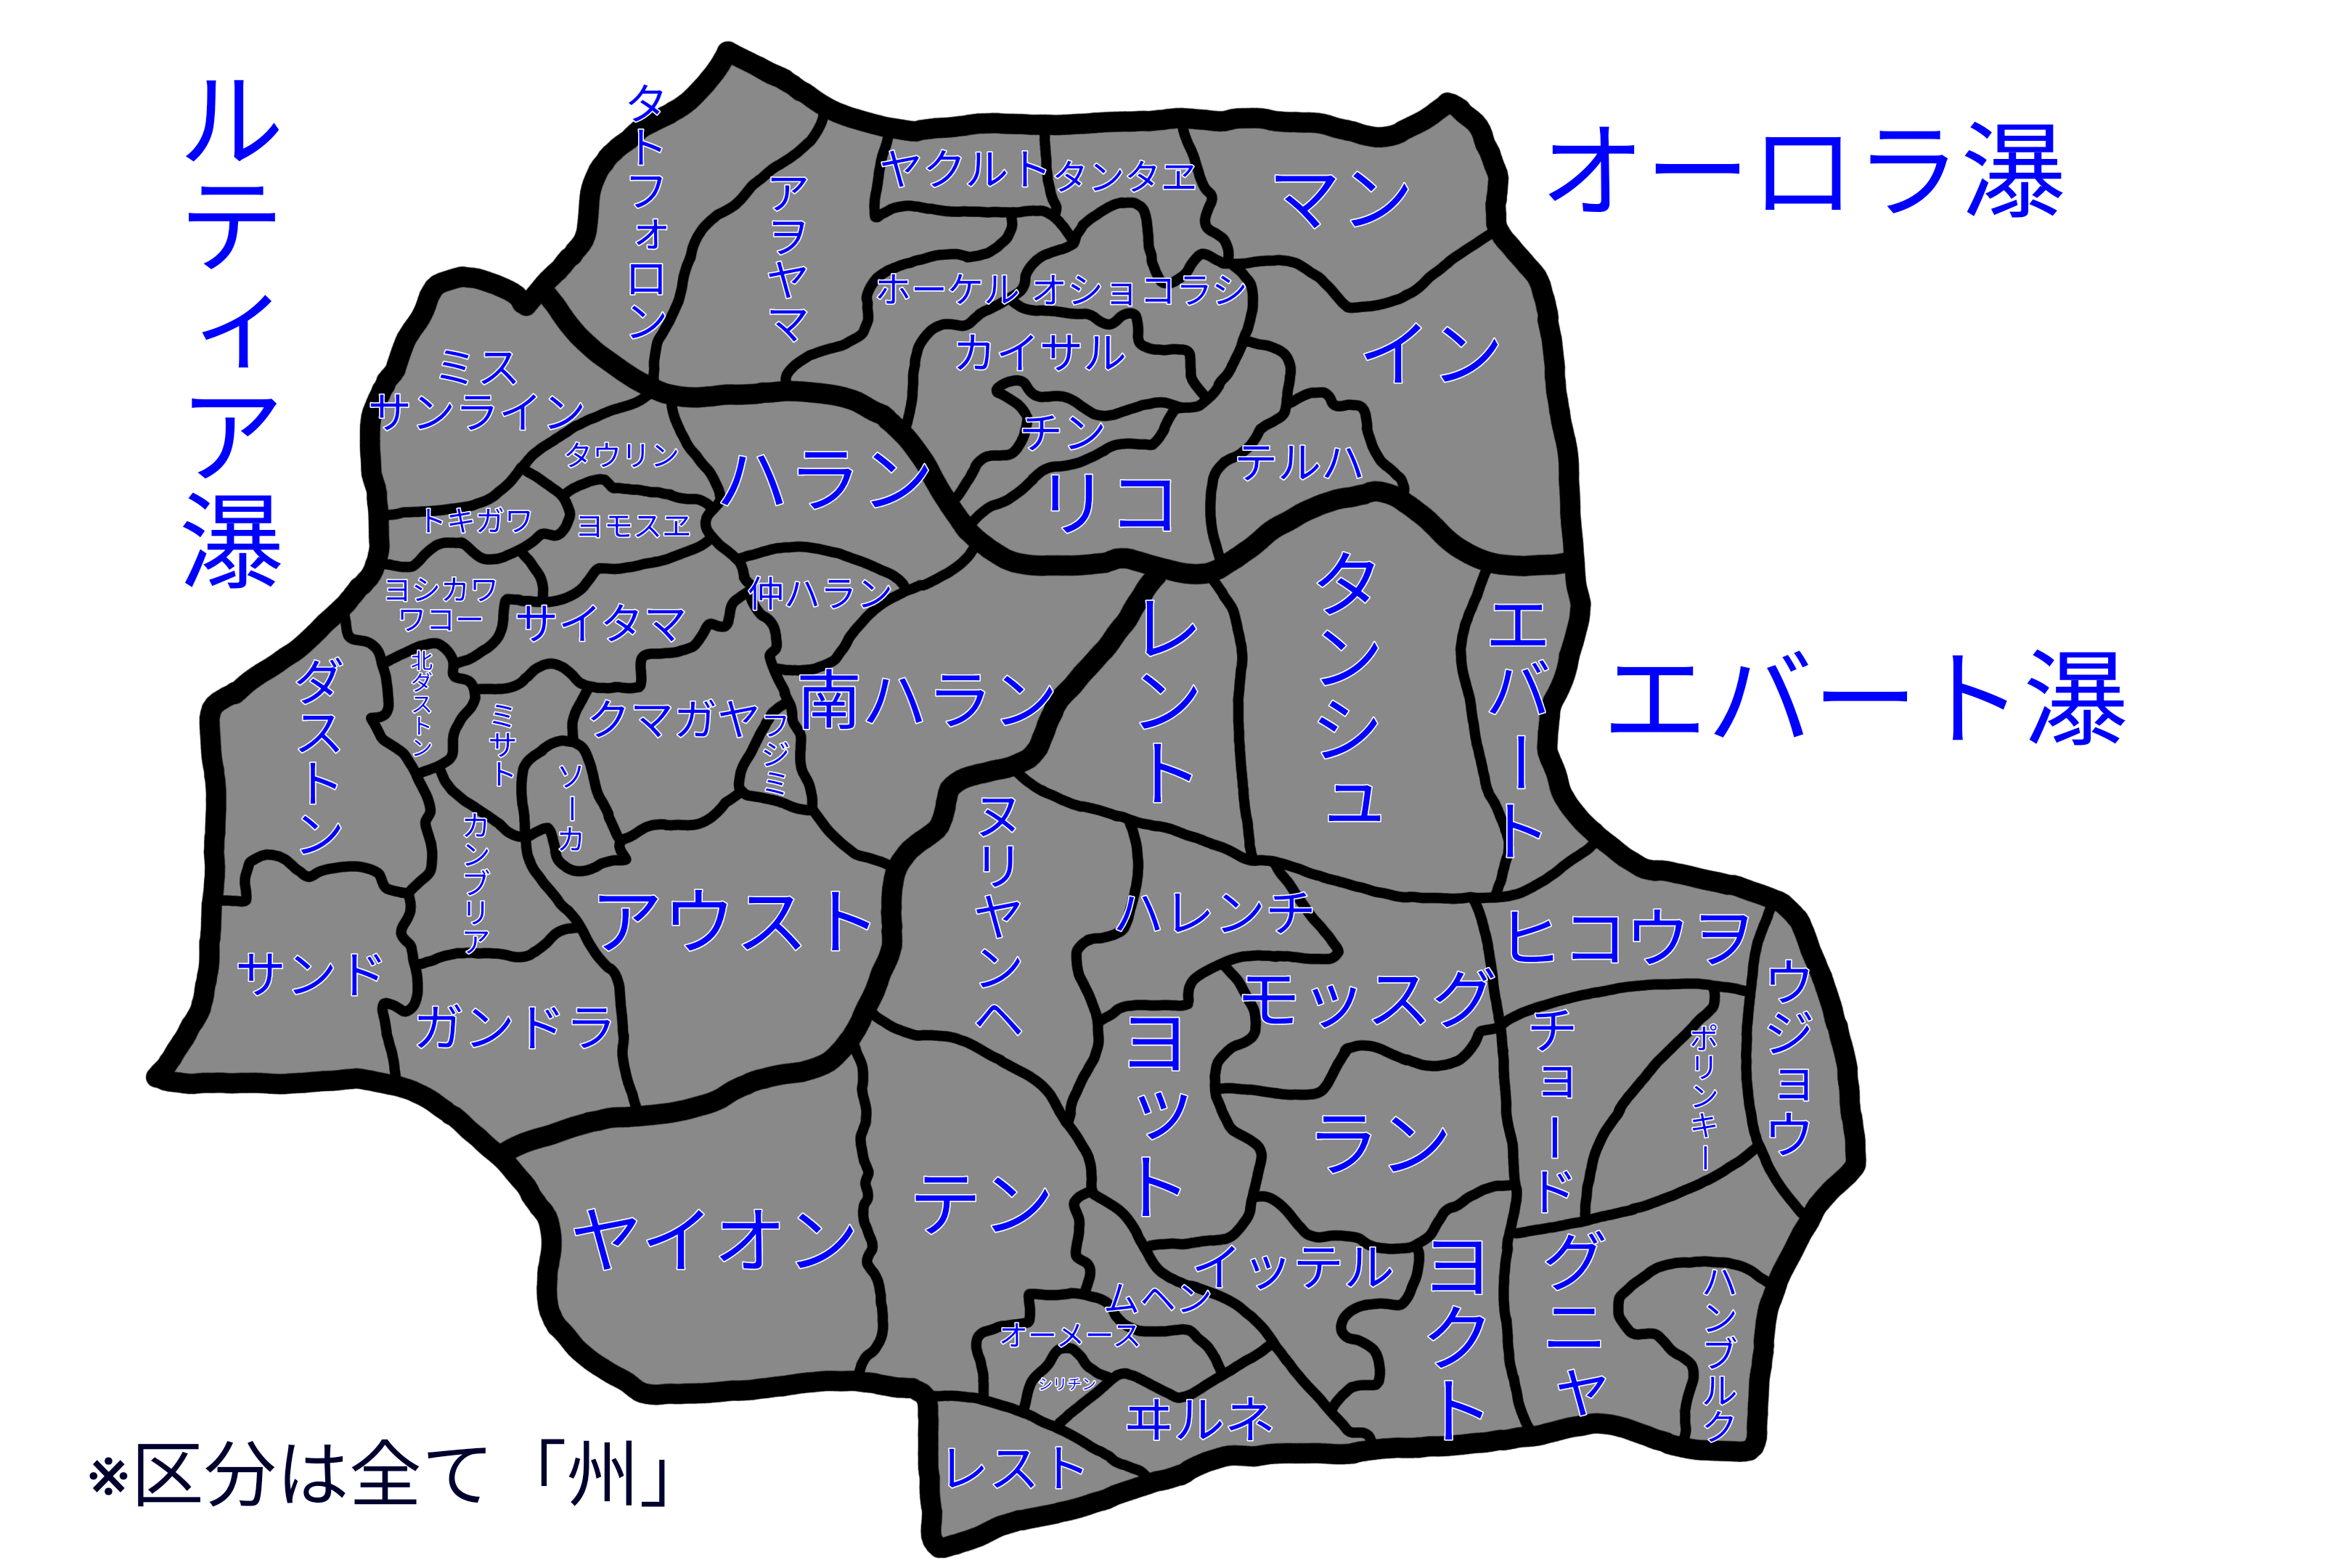 ルティア瀑
オーロラ瀑
エバート瀑
タトフォロン
アヲヤマ
ヤクルト
タンタヱ
マン
ホーケル
オショコラシ
イン
カイサル
チン
リコ
テルハ
ミス
サンライン
タウリン
ハラン
トキガワ
ヨモスヱ
ヨシカワ
ワコー
サイタマ
仲ハラン
南ハラン
ダストン
北ダストン
ミサト
クマガヤ
フジミ
ソーカ
カンブリア
サンド
ガンドラ
アウスト
レント
タンシュ
エバート
ヌリヤンヘ
ハレンチ
モッスグ
ヒコウヲ
ウジョウ
ヨット
チョード
ポリンキー
ラン
ヤイオン
テン
イッテル
ヨクト
グニャ
ハンブルク
ムヘン
オーメース
シリチン
ヰルネ
レスト
※区分は全て「州」